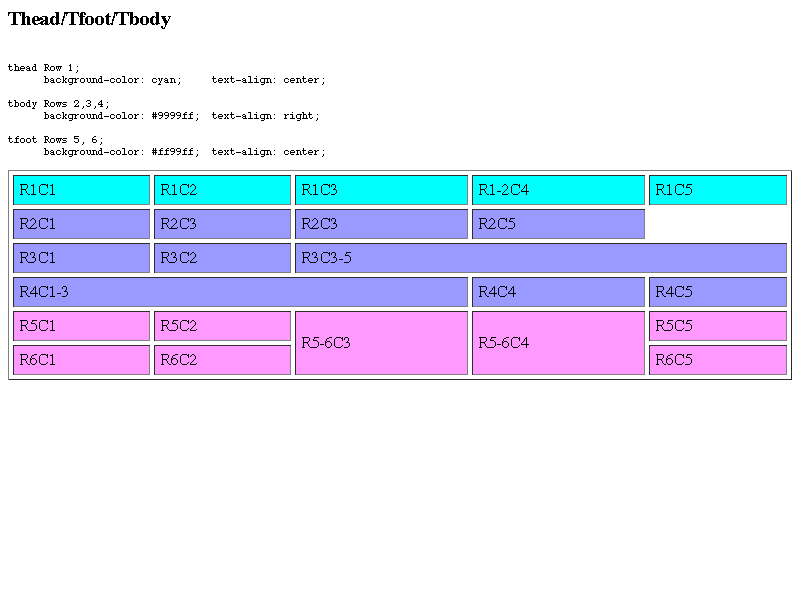 Thead/Tfoot/Tbody
thead Row 1;
background-color: cyan; text-align: center;
tbody Rows 2,3,4;
background-color: #9999ff; text-align: right;
tfoot Rows 5, 6;
background-color: #ff99ff; text-align: center;
R1C1 R1C2 R1C3 R1-2C4 R1C5
R2C1 R2C3 R2C3 R2C5
R3C1 R3C2 R3C3-5
R4C1-3 R4C4 R4C5
R5C1 R5C2 R5-6C3 R5-6C4 R5C5
R6C1 R6C2 R6C5